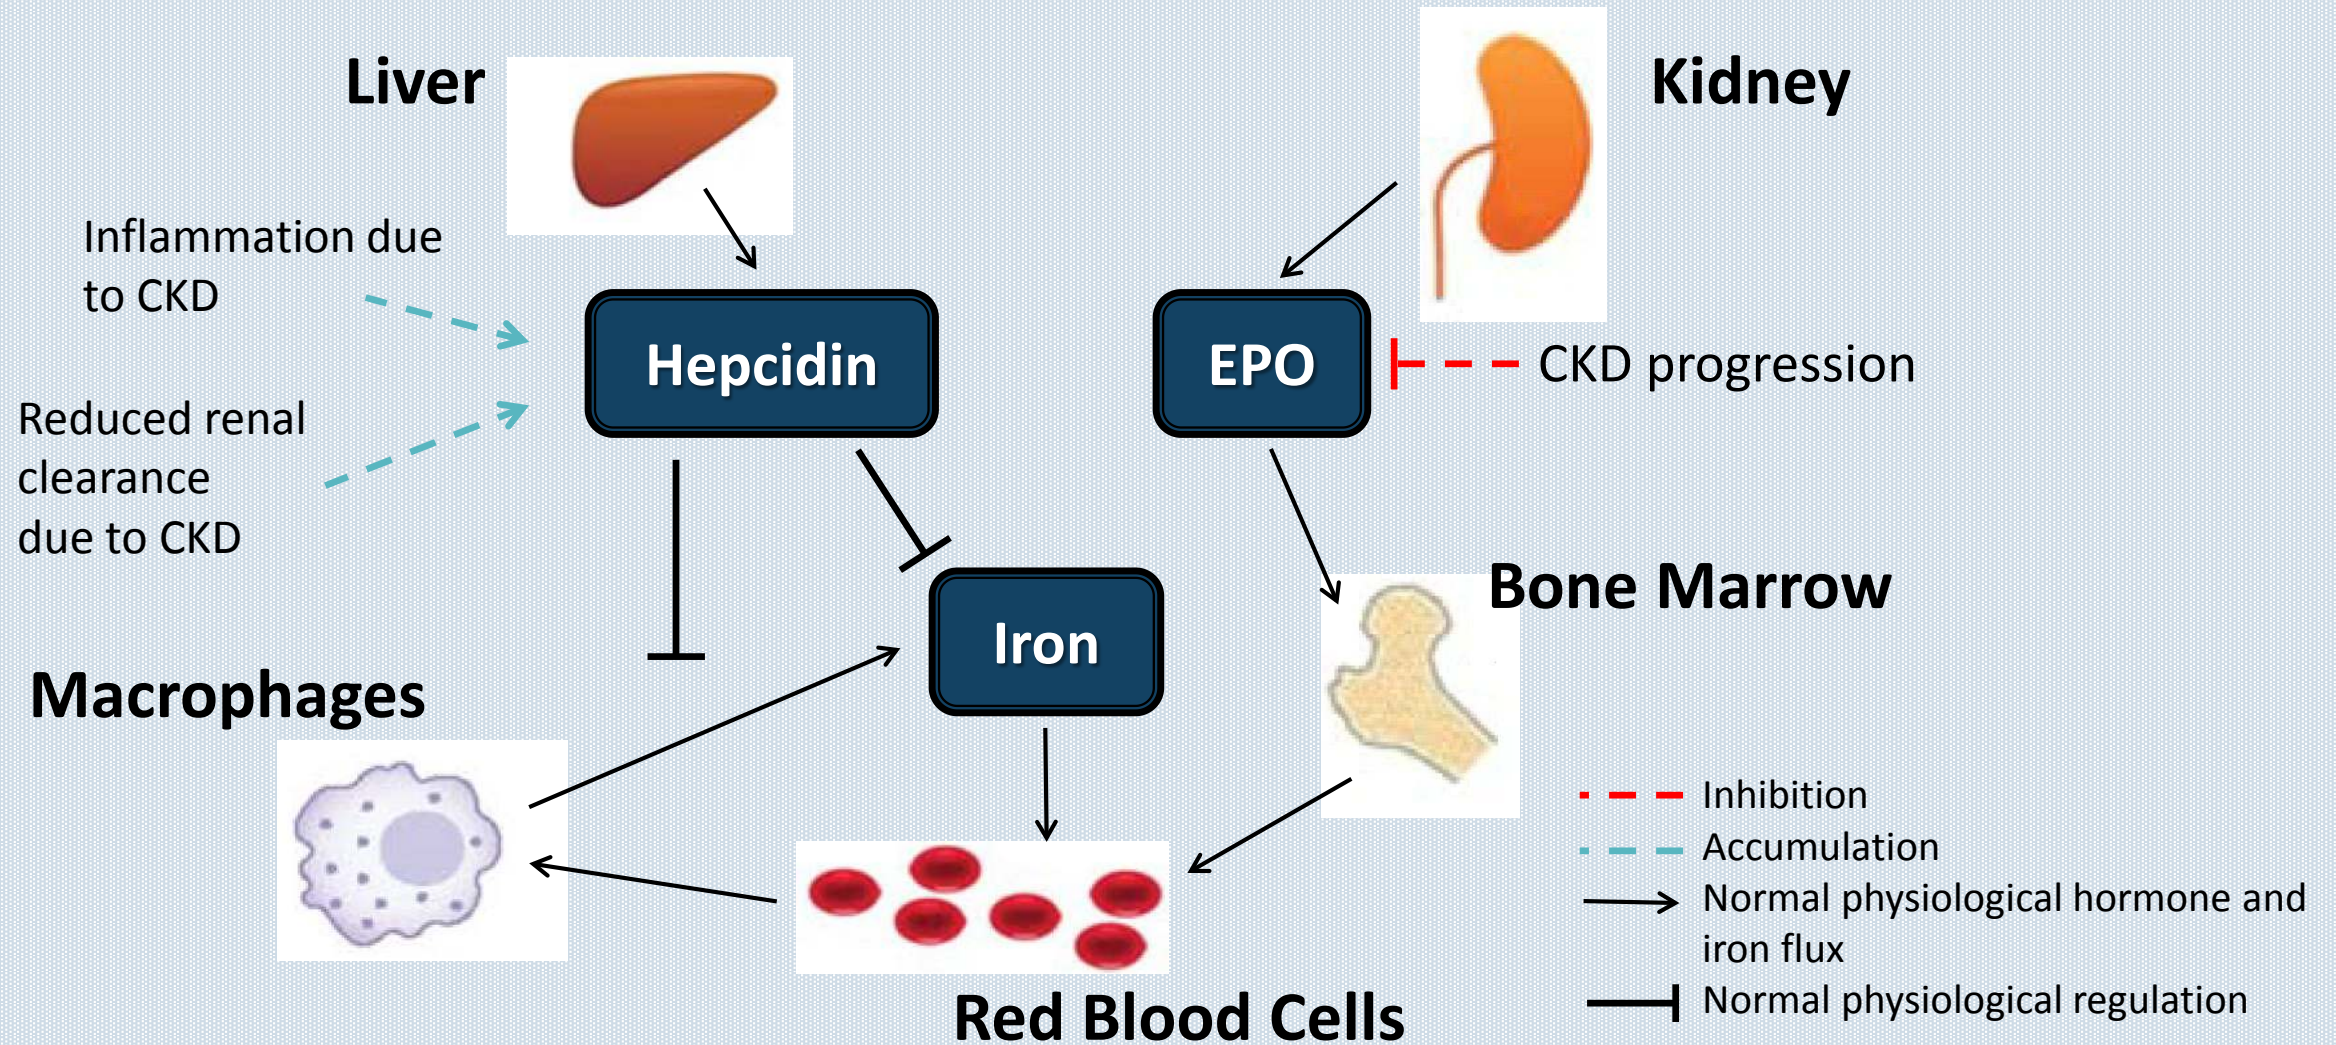 Liver
Kidney
Inflammation due
to CKD
Hepcidin
EPO
CKD progression
Reduced renal
clearance
due to CKD
Bone Marrow
Iron
Macrophages
Inhibition
Accumulation
Normal physiological hormone and
iron flux
Normal physiological regulation
Red Blood Cells